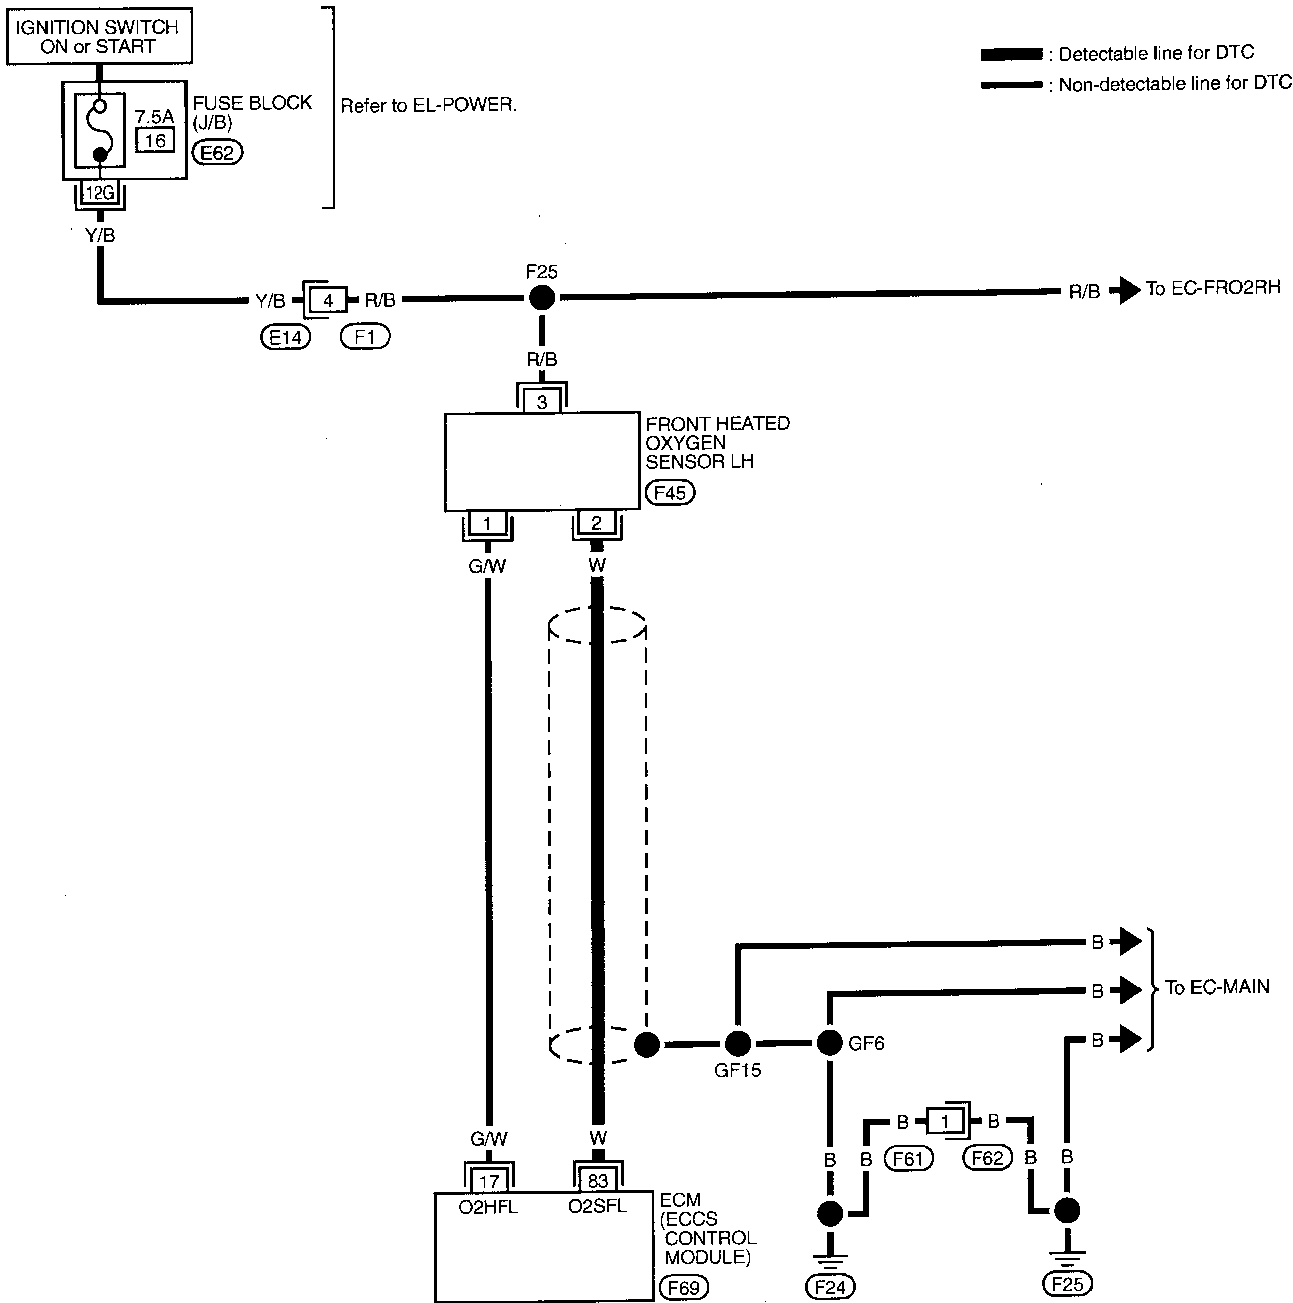 IGNITION SWITCH
ON or START
FUSE BLOCK
(J/B)
7.5A
16
E62
12G
Refer to EL-POWER.
: Detectable line for DTC
: Non-detectable line for DTC
Y/B
Y/B
4
R/B
E14
F1
F25
R/B
To EC-FRO2RH
R/B
3
FRONT HEATED
OXYGEN
SENSOR LH
F45
1
2
G/W
W
B
B
To EC-MAIN
B
GF15
GF6
B
1
B
F61
F62
B
B
B
B
G/W
W
17
83
O2HFL
O2SFL
ECM
(ECCS
CONTROL
MODULE)
F69
F24
F25